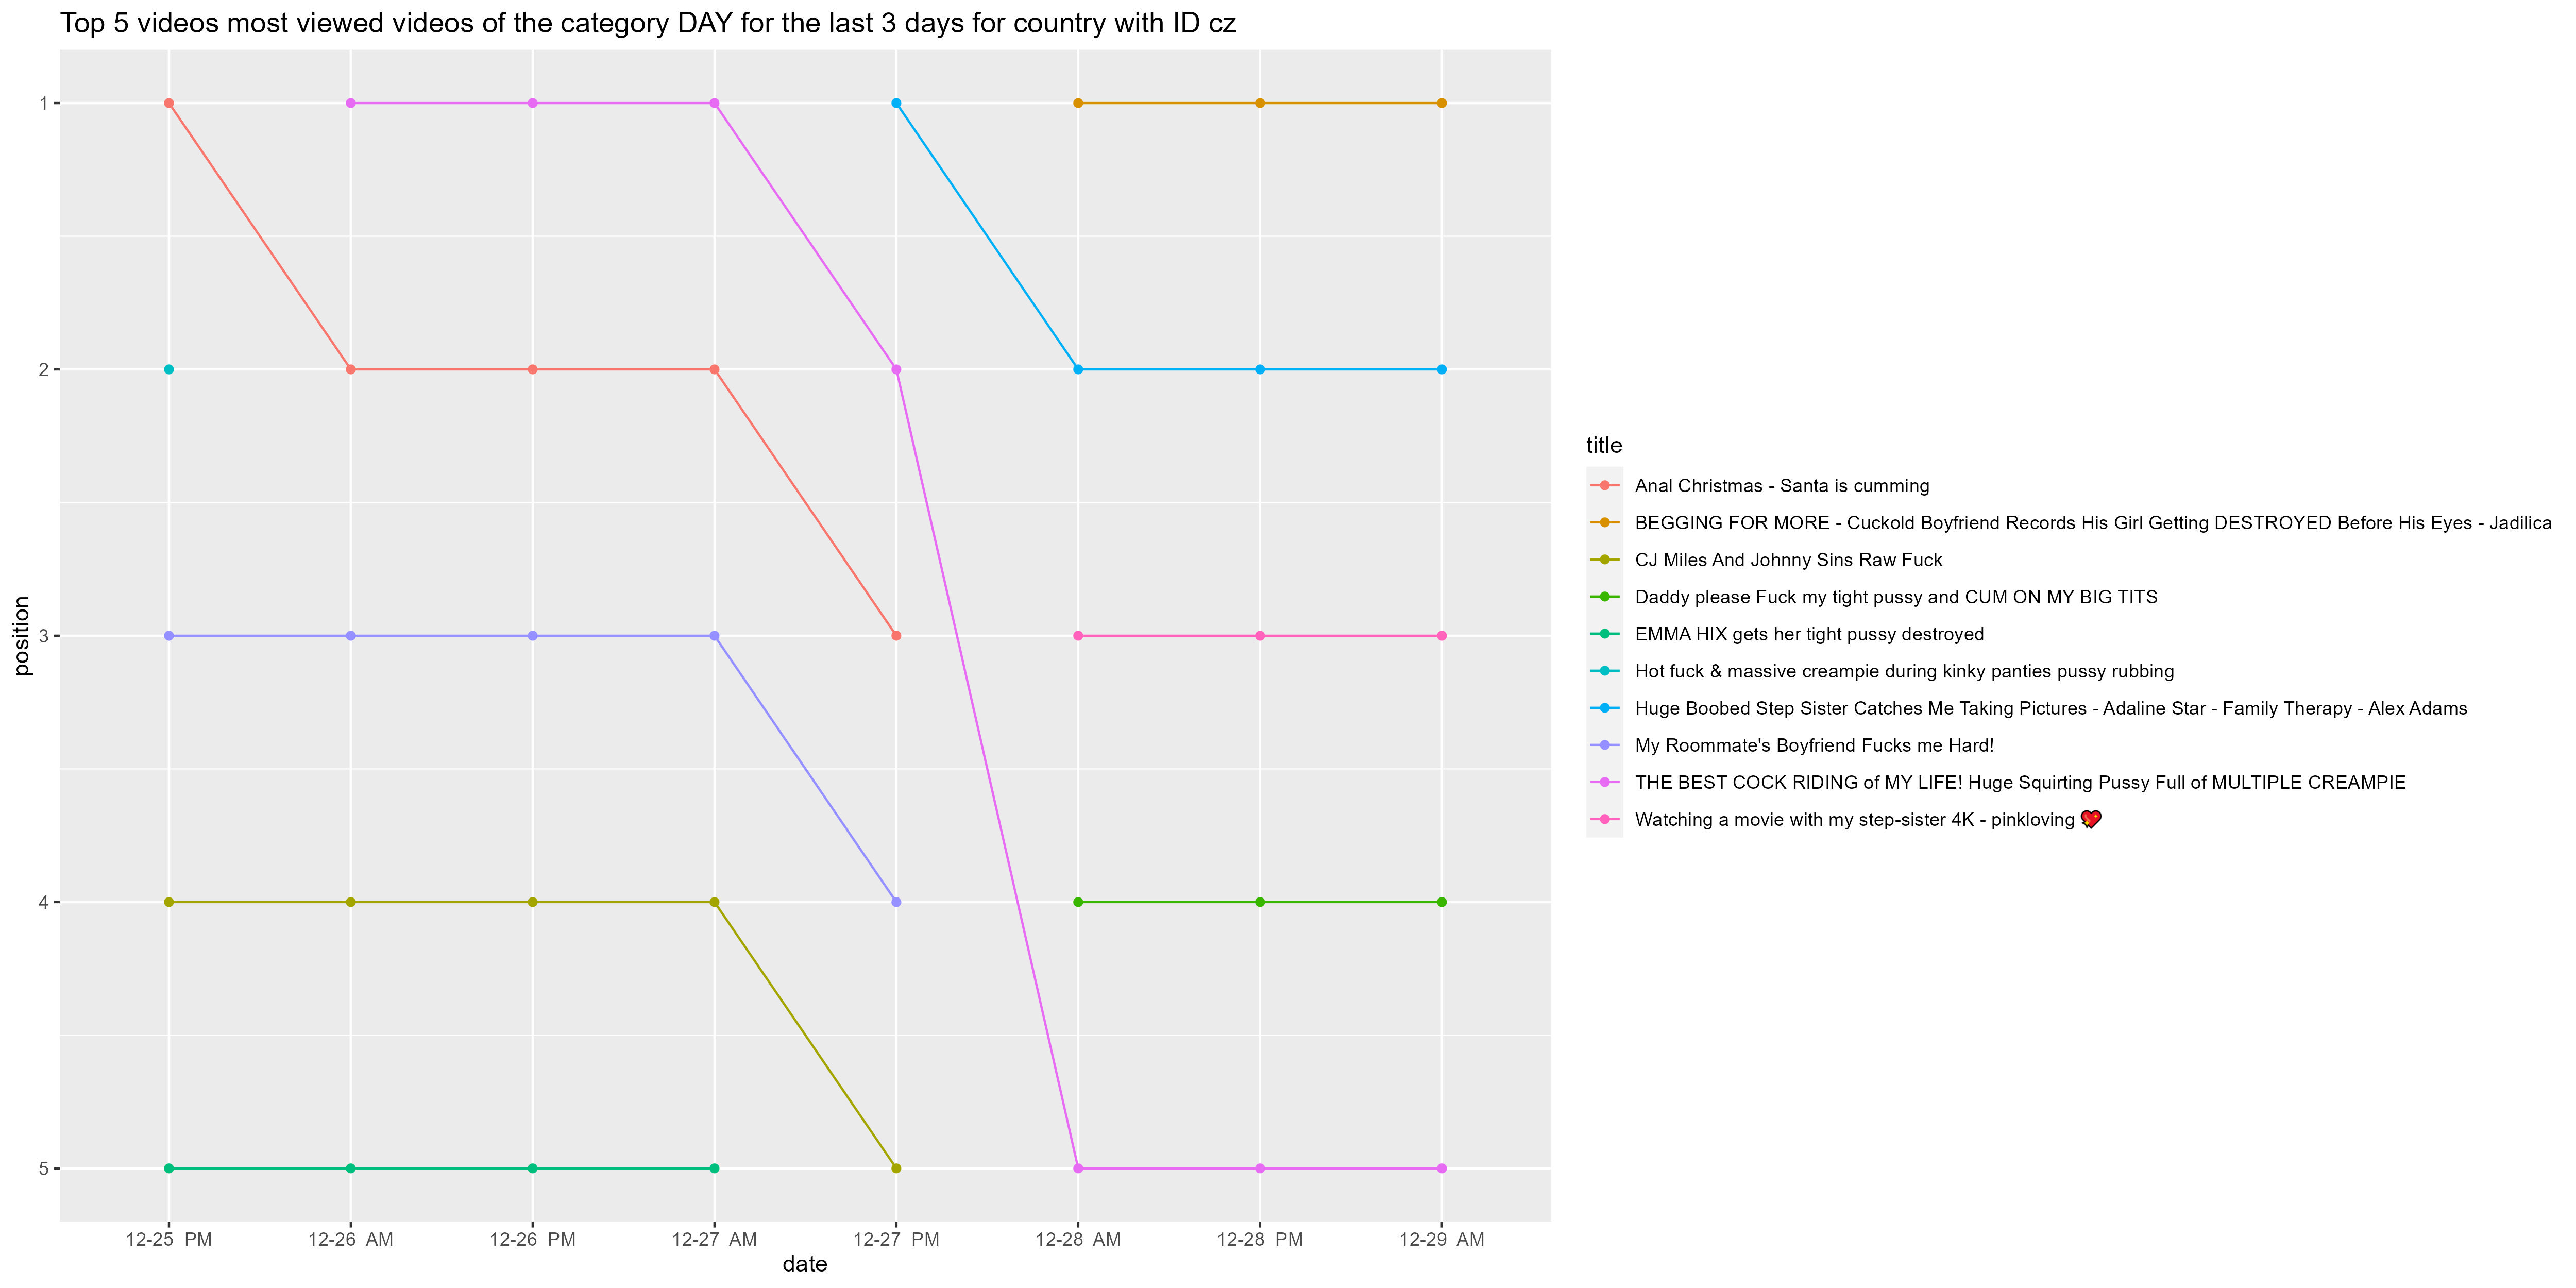 Top 5 videos most viewed videos of the category DAY for the last 3 days for country with ID cz
position
1
2
3
4
5
12-25 PM
12-26 AM
12-26 PM
12-27 AM
12-27 PM
12-28 AM
12-28 PM
12-29 AM
date
title
Anal Christmas - Santa is cumming
BEGGING FOR MORE - Cuckold Boyfriend Records His Girl Getting DESTROYED Before His Eyes - Jadilica
CJ Miles And Johnny Sins Raw Fuck
Daddy please Fuck my tight pussy and CUM ON MY BIG TITS
EMMA HIX gets her tight pussy destroyed
Hot fuck & massive creampie during kinky panties pussy rubbing
Huge Boobed Step Sister Catches Me Taking Pictures - Adaline Star - Family Therapy - Alex Adams
My Roommate's Boyfriend Fucks me Hard!
THE BEST COCK RIDING of MY LIFE! Huge Squirting Pussy Full of MULTIPLE CREAMPIE
Watching a movie with my step-sister 4K - pinkloving 💖